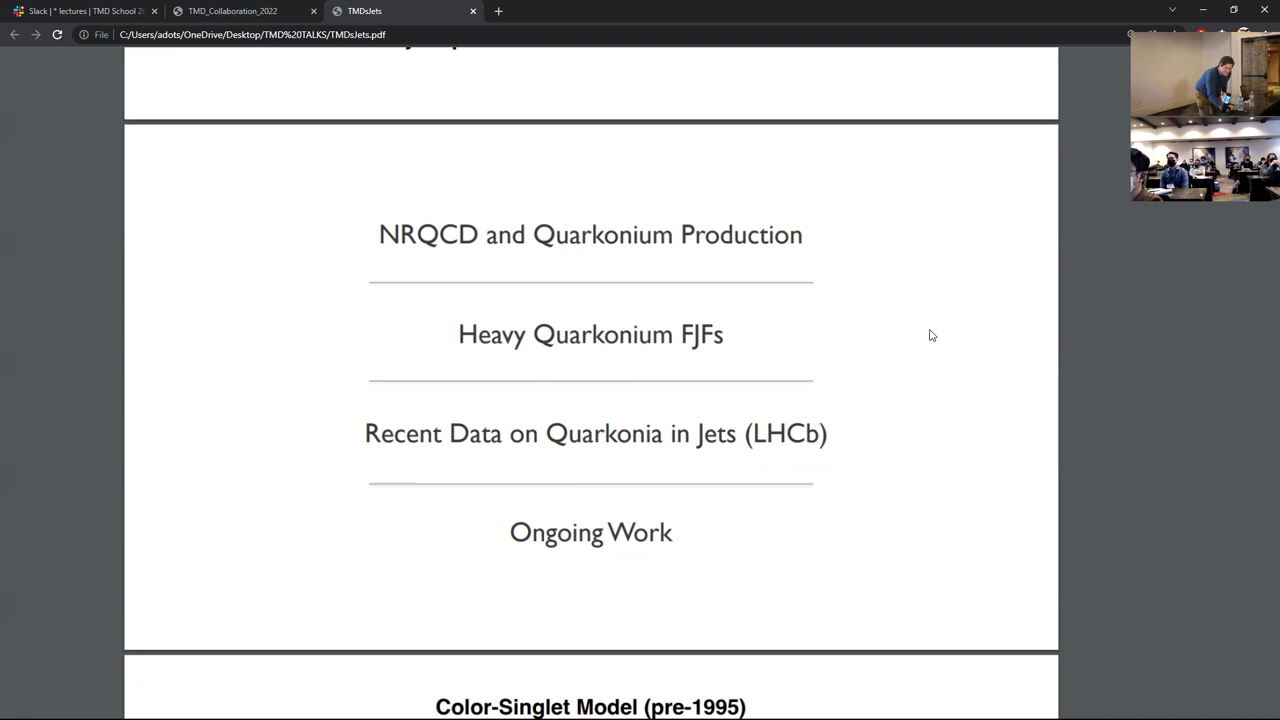 Slack | * lectures | TMD School 20
TMD_Collaboration_2022
TMDsJets
File
C:/Users/adots/OneDrive/Desktop/TMD%20TALKS/TMDsJets.pdf
NRQCD and Quarkonium Production
Heavy Quarkonium FJFs
Recent Data on Quarkonia in Jets (LHCb)
Ongoing Work
Color-Singlet Model (pre-1995)